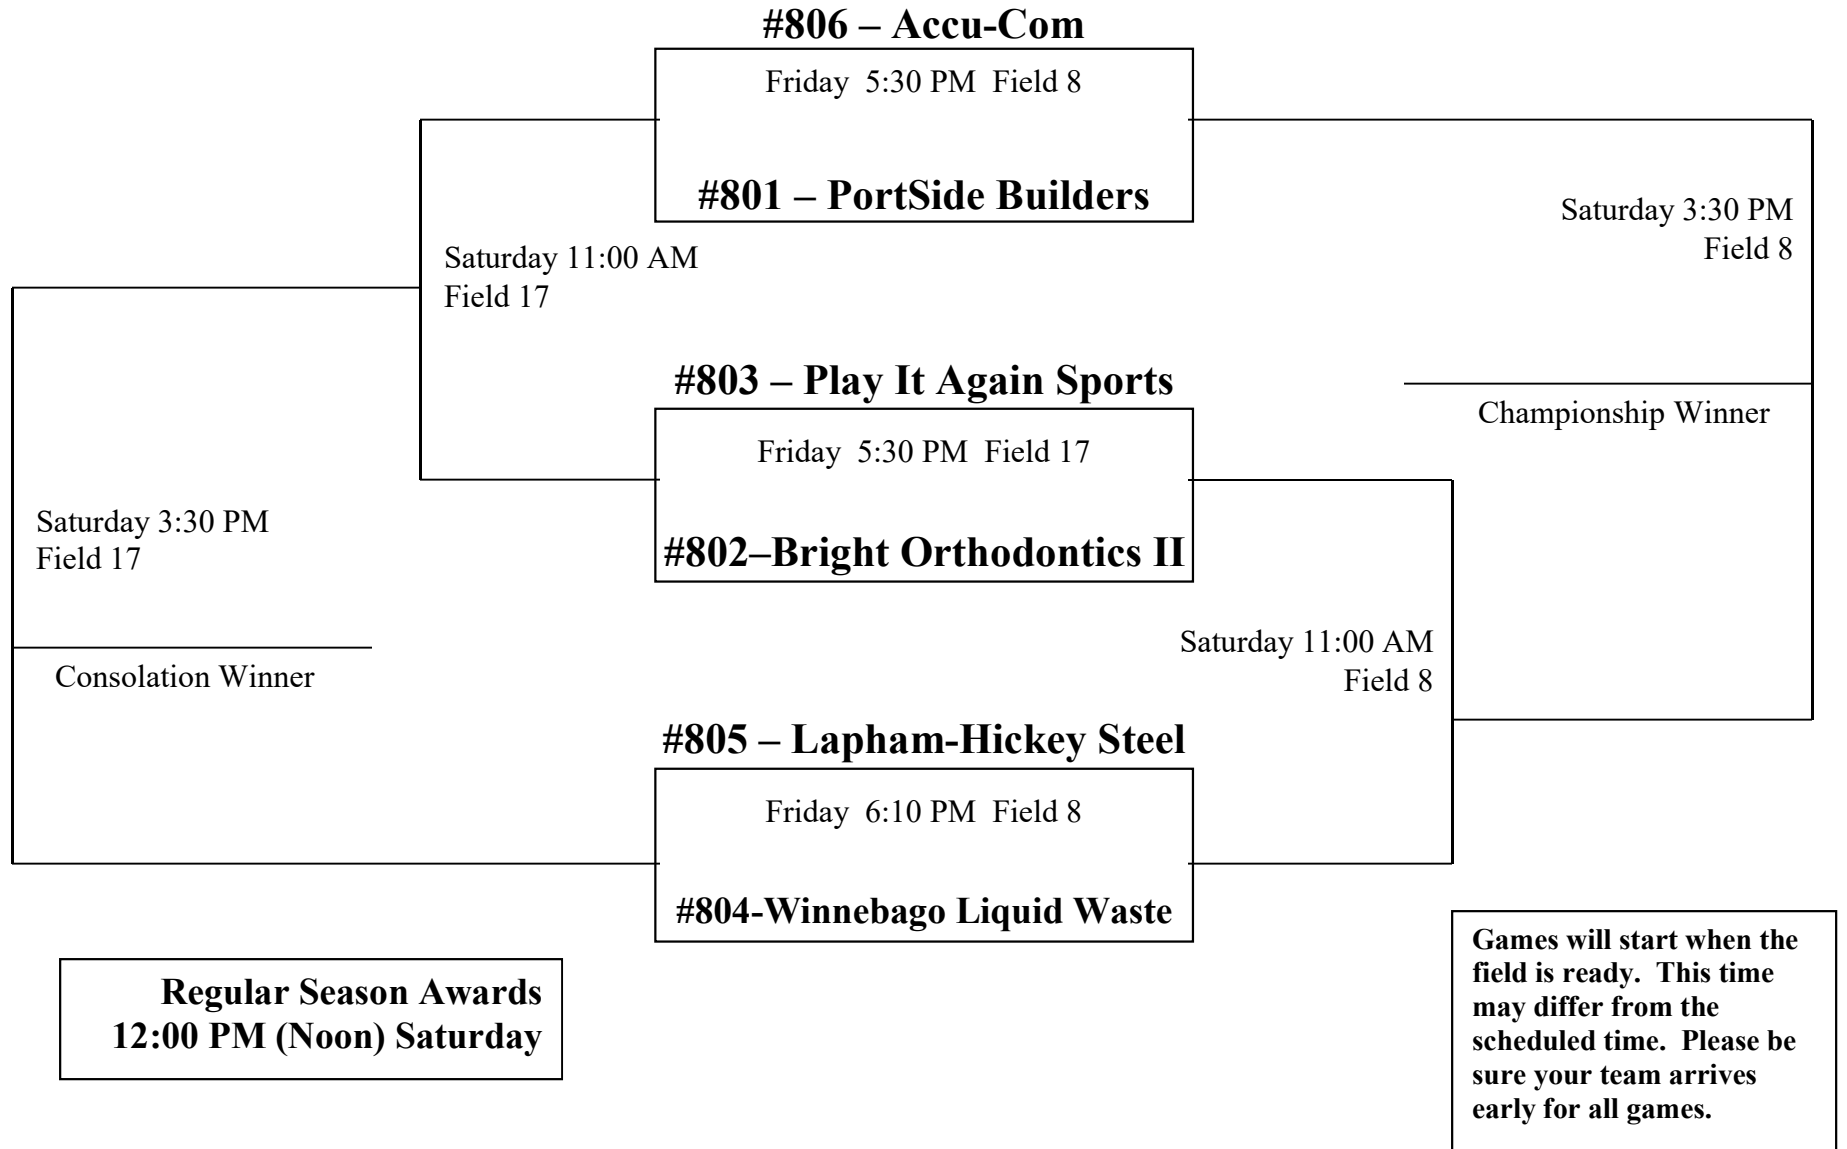 #806 – Accu-Com
Friday  5:30 PM  Field 8
#801 – PortSide Builders
Saturday 3:30 PM
Field 8
Saturday 11:00 AM
Field 17
#803 – Play It Again Sports
Championship Winner
Friday  5:30 PM  Field 17
Saturday 3:30 PM
Field 17
#802–Bright Orthodontics II
Saturday 11:00 AM
Field 8
Consolation Winner
#805 – Lapham-Hickey Steel
Friday  6:10 PM  Field 8
#804-Winnebago Liquid Waste
Regular Season Awards
12:00 PM (Noon) Saturday
Games will start when the
field is ready.  This time
may differ from the
scheduled time.  Please be
sure your team arrives
early for all games.